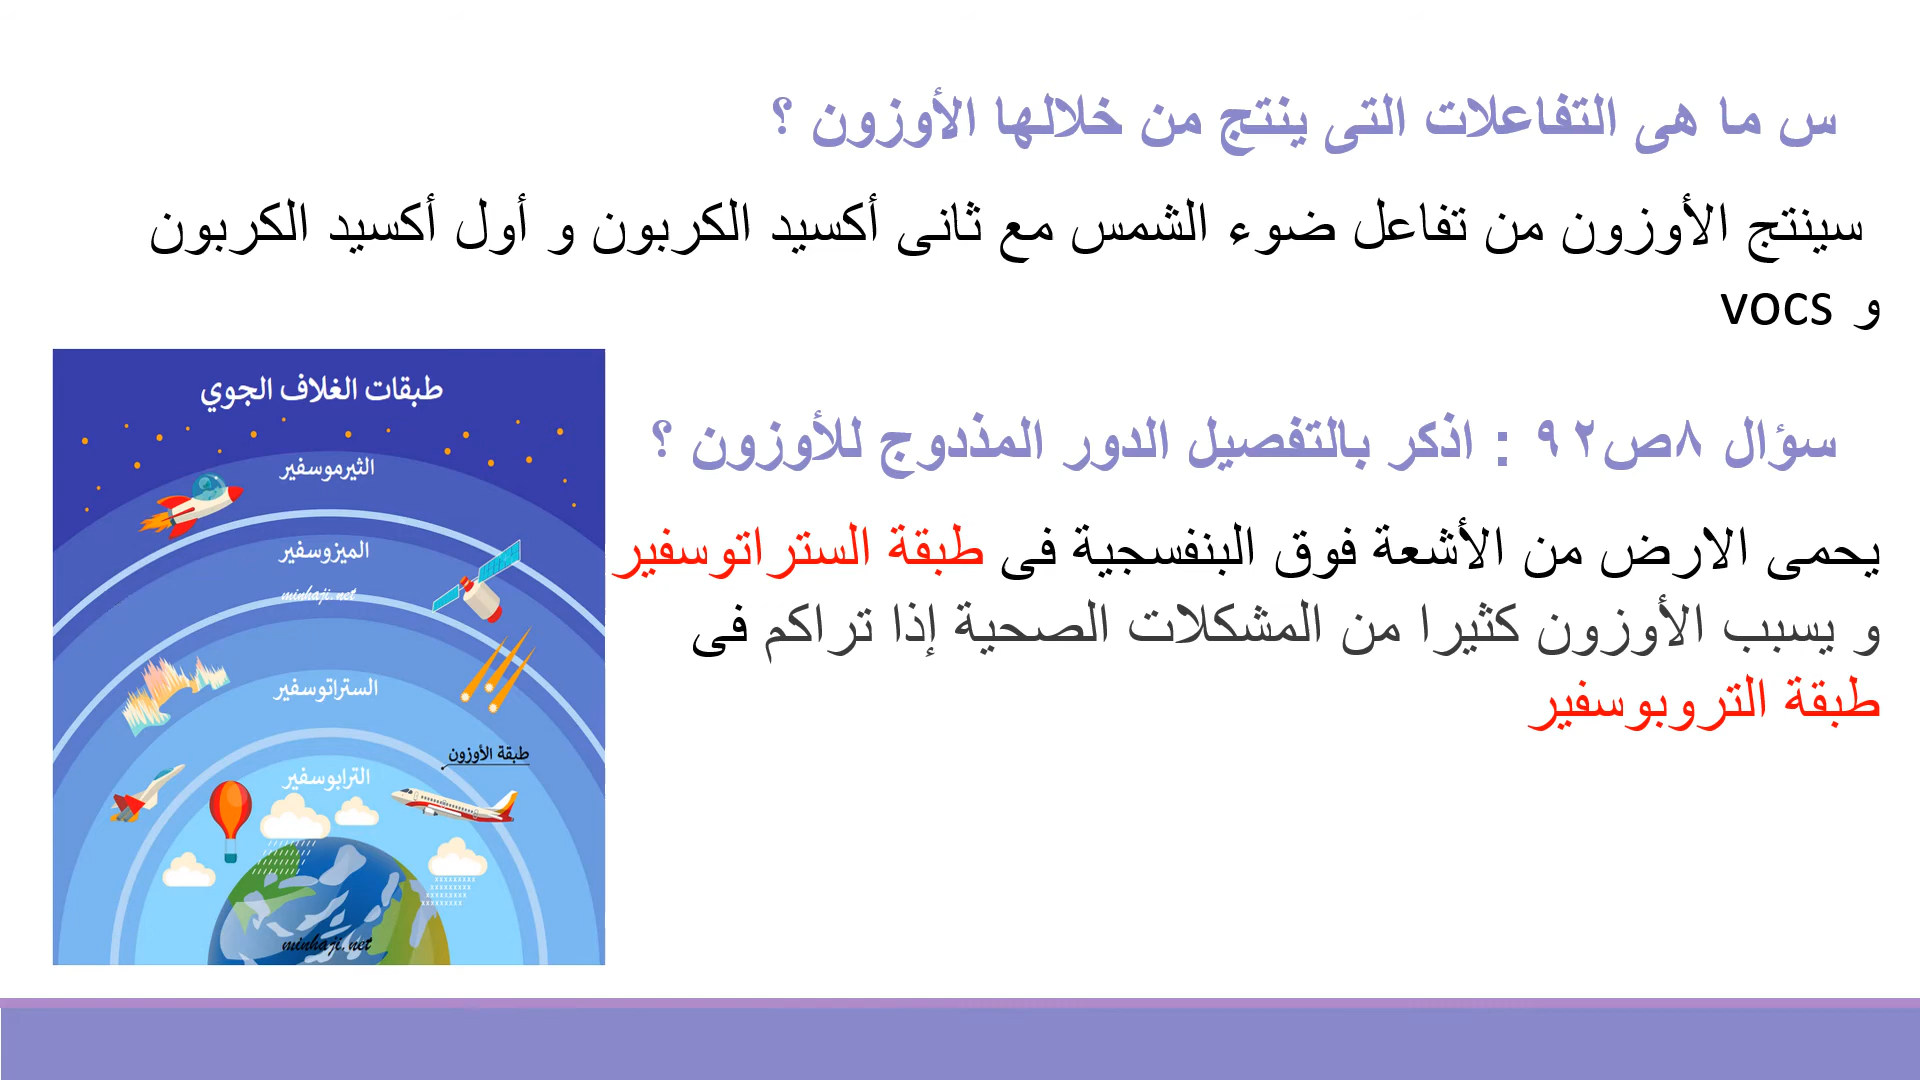 س ما هى التفاعلات التى ينتج من خلالها الأوزون ؟
سينتج الأوزون من تفاعل ضوء الشمس مع ثانى أكسيد الكربون و أول أكسيد الكربون
و vocs
سؤال ٨ص٩٢ : اذكر بالتفصيل الدور المذدوج للأوزون ؟
يحمى الارض من الأشعة فوق البنفسجية فى طبقة الستراتوسفير
و يسبب الأوزون كثيرا من المشكلات الصحية إذا تراكم فى
طبقة التروبوسفير
طبقات الغلاف الجوي
الثيرموسفير
الميزوسفير
minhaji.net
الستراتوسفير
طبقة الأوزون
الترابوسفير
minhaji.net